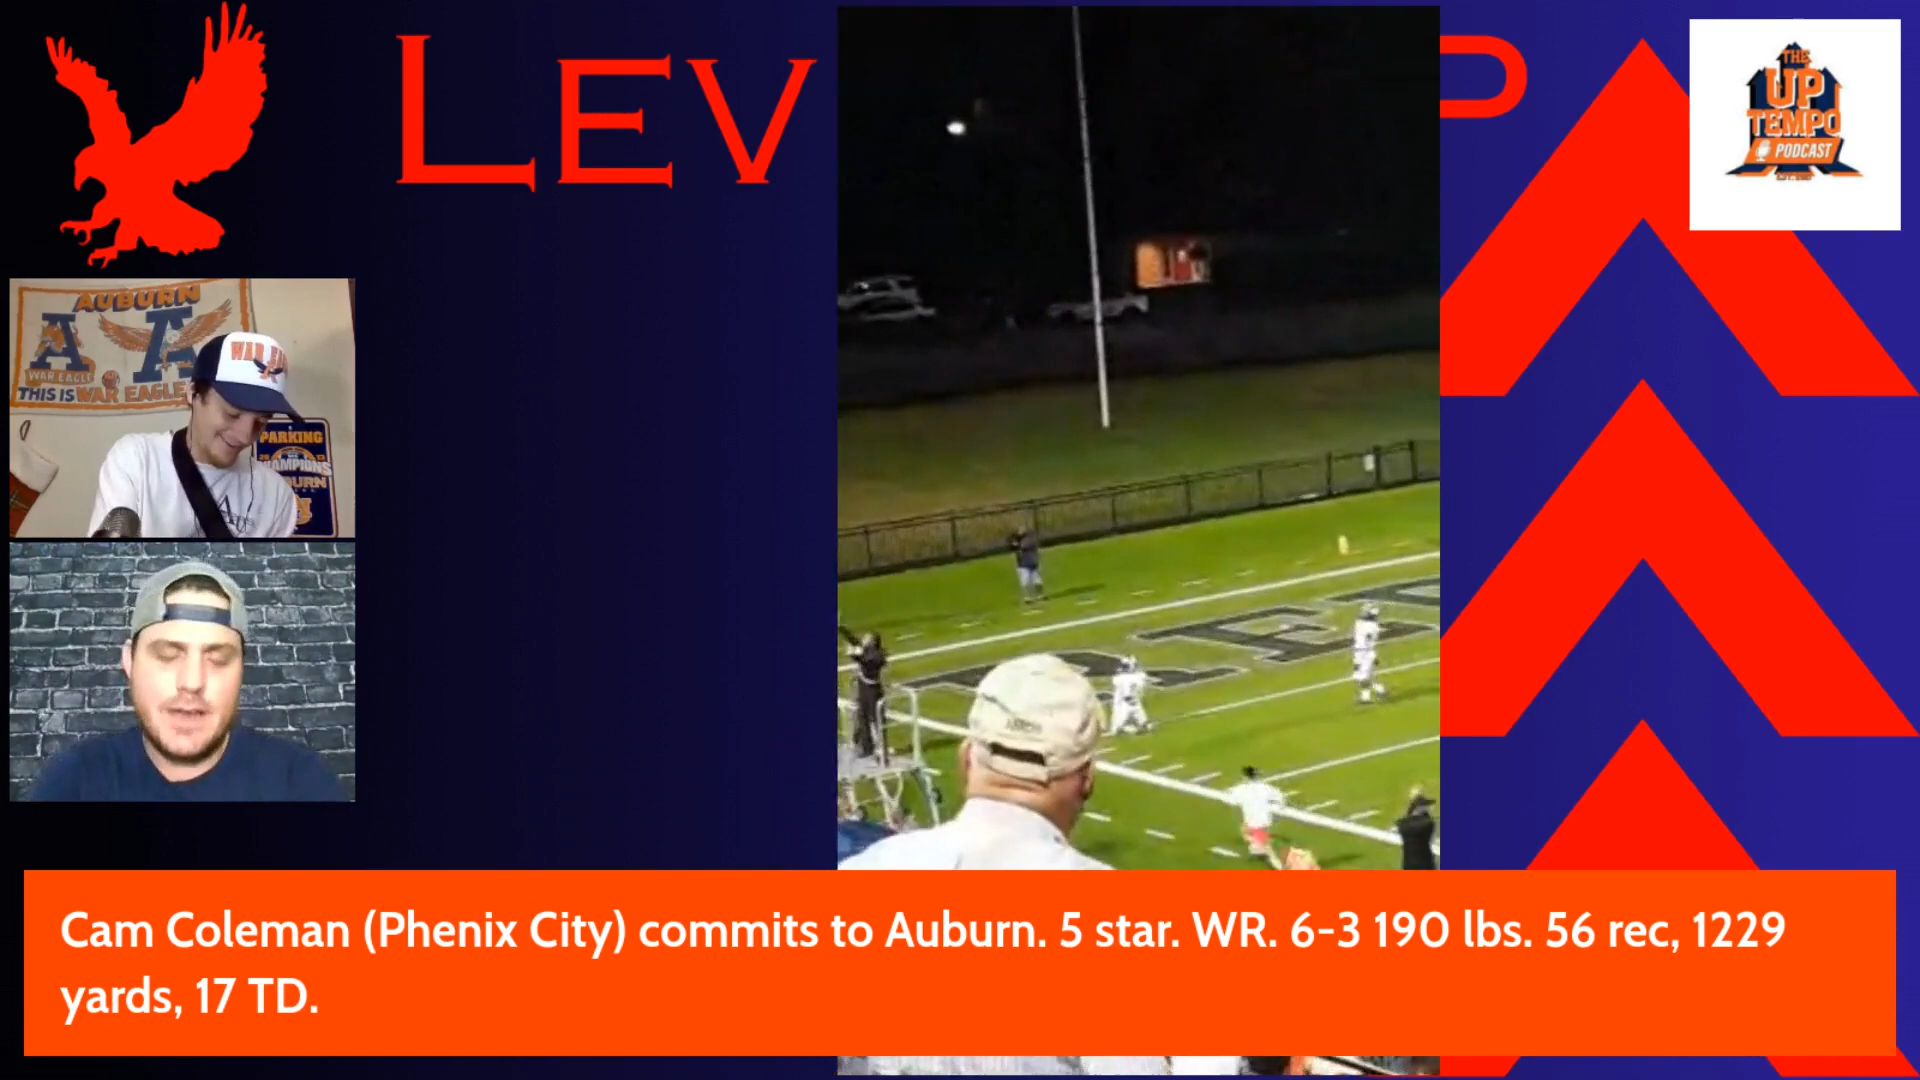 LEV
P
THE
UP
TEMPO
PODCAST
AUBURN
A
A
WAR EAGLE
THIS IS WAR EAGLE
WAR
PARKING
CHAMPIONS
Cam Coleman (Phenix City) commits to Auburn. 5 star. WR. 6-3 190 lbs. 56 rec, 1229
yards, 17 TD.